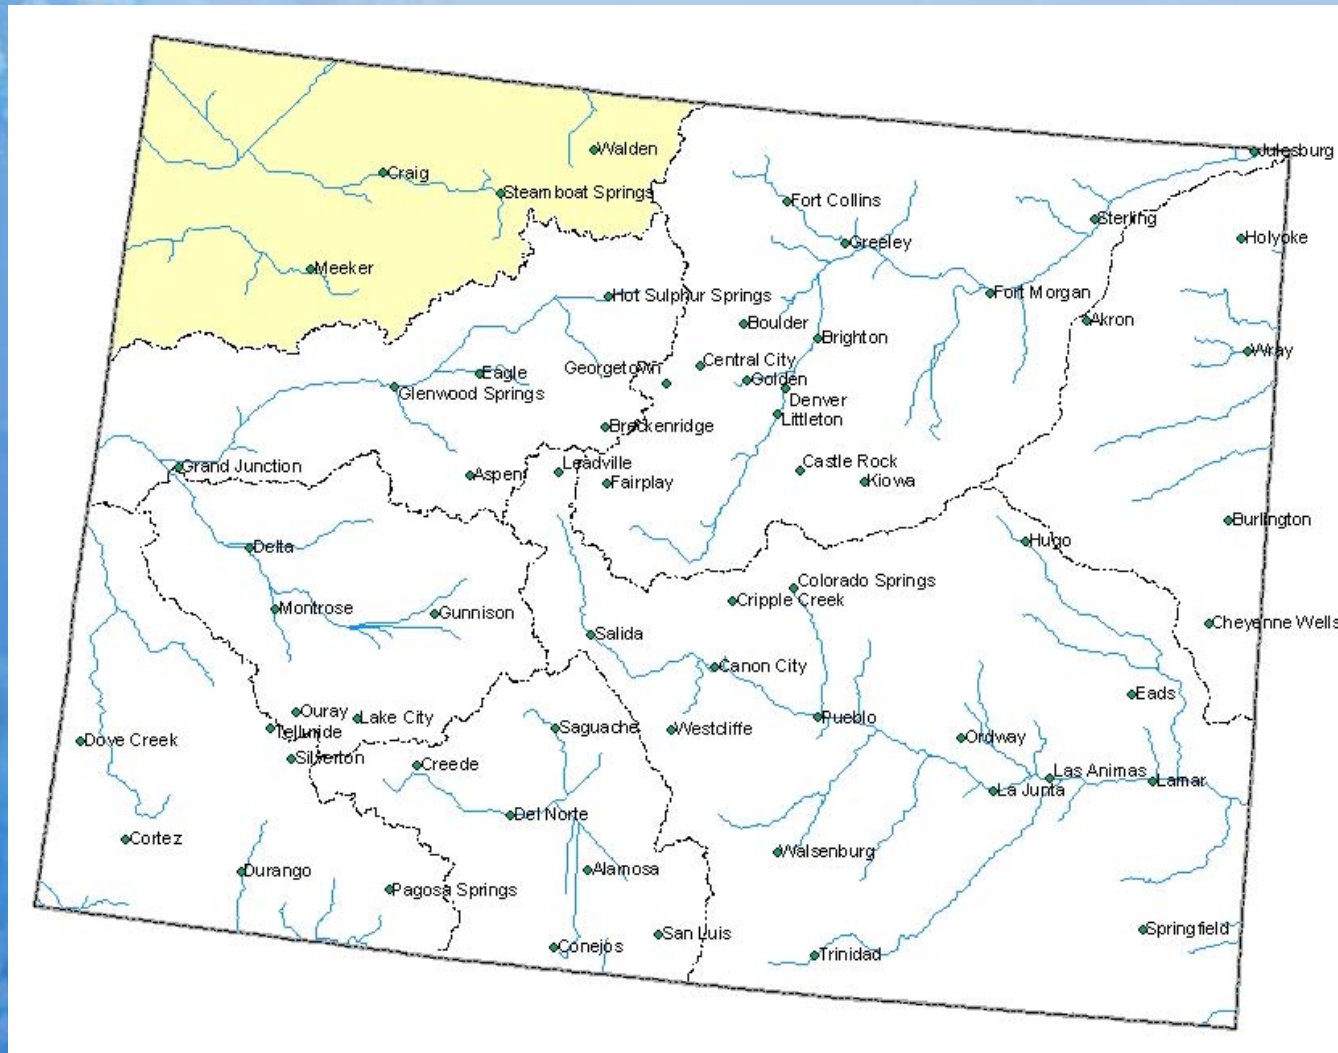 Julesburg
Walden
Craig
Steamboat Springs
Fort Collins
Sterling
Holyoke
Greeley
Meeker
Hot Sulphur Springs
Fort Morgan
Boulder
Akron
Brighton
Wray
Central City
Georgetown
Eagle
Golden
Glenwood Springs
Denver
Littleton
Breckenridge
Grand Junction
Leadville
Castle Rock
Aspen
Fairplay
Kiowa
Burlington
Delta
Hugo
Colorado Springs
Cripple Creek
Montrose
Gunnison
Cheyenne Wells
Salida
Canon City
Eads
Ouray
Lake City
Pueblo
Telluride
Saguache
Westcliffe
Ordway
Dove Creek
Silverton
Creede
Las Animas
Lamar
La Junta
Del Norte
Cortez
Walsenburg
Durango
Alamosa
Pagosa Springs
Springfield
San Luis
Conejos
Trinidad